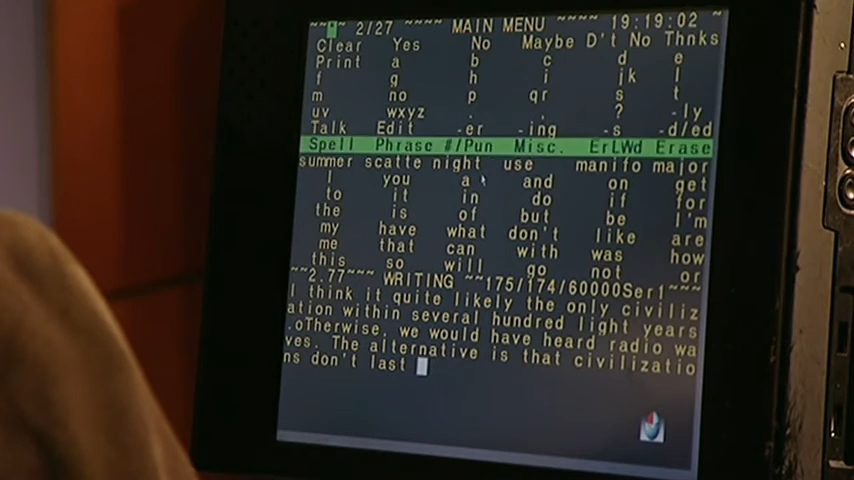 ~~* 2/27 ~~~~ MAIN MENU ~~~~ 19:19:02 ~
Clear Yes No Maybe D't No Thnks
Print a b c d e
f g h i jk l
m no p qr s t
uv wxyz . , ? -ly
Talk Edit -er -ing -s -d/ed
Spell Phrase #/Pun Misc. ErLWd Erase
summer scatte night use manifo major
I you a and on get
to it in do if for
the is of but be I'm
my have what don't like are
me that can with was how
this so will go not or
~~2.77~~~ WRITING ~~175/174/60000Ser1~~~
I think it quite likely the only civiliz
ation within several hundred light years
.oTherwise, we would have heard radio wa
ves. The alternative is that civilizatio
ns don't last